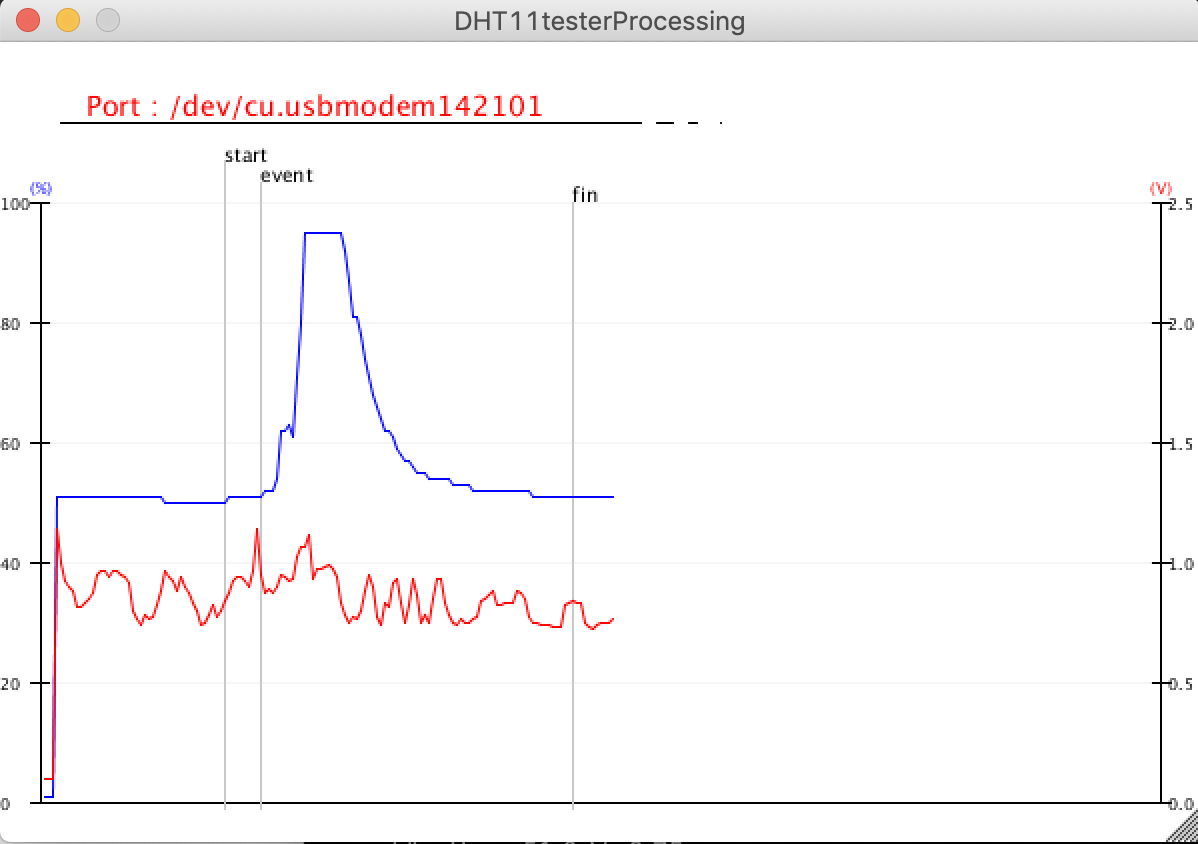 DHT11testerProcessing
Port : /dev/cu.usbmodem142101
start
event
fin
(%)
(V)
100
2.5
80
2.0
60
1.5
40
1.0
20
0.5
0
0.0